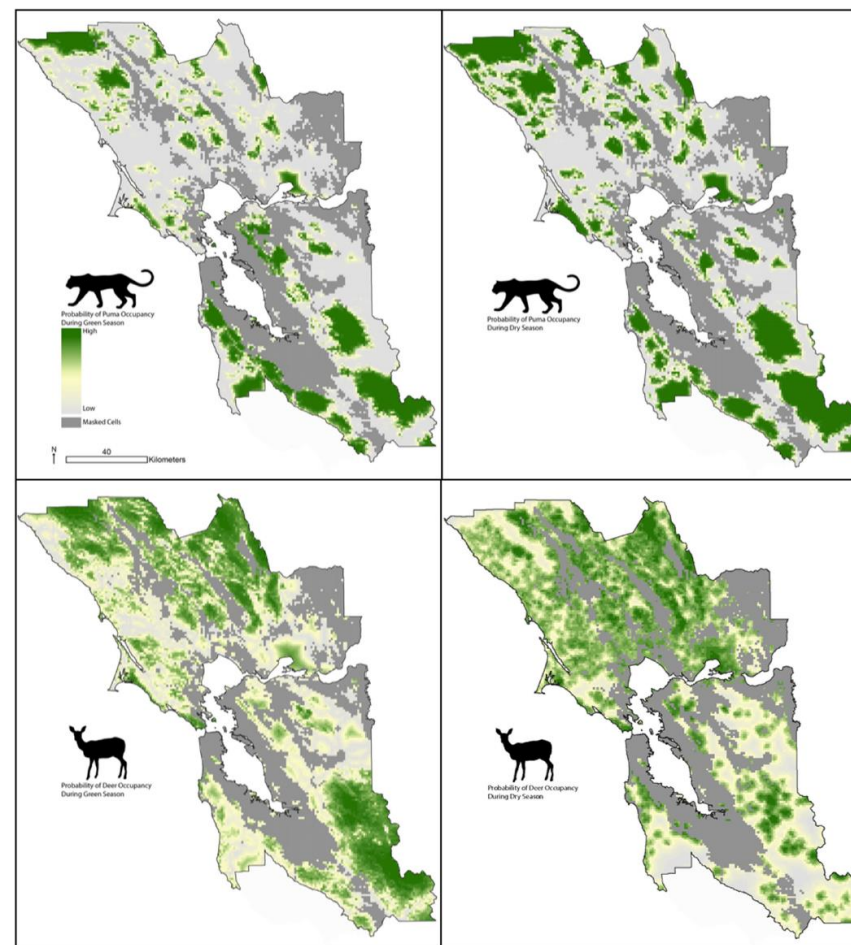 Probability of Puma Occupancy
During Green Season
High
Low
Masked Cells
N
40
Kilometers
Probability of Puma Occupancy
During Dry Season
Probability of Deer Occupancy
During Green Season
Probability of Deer Occupancy
During Dry Season